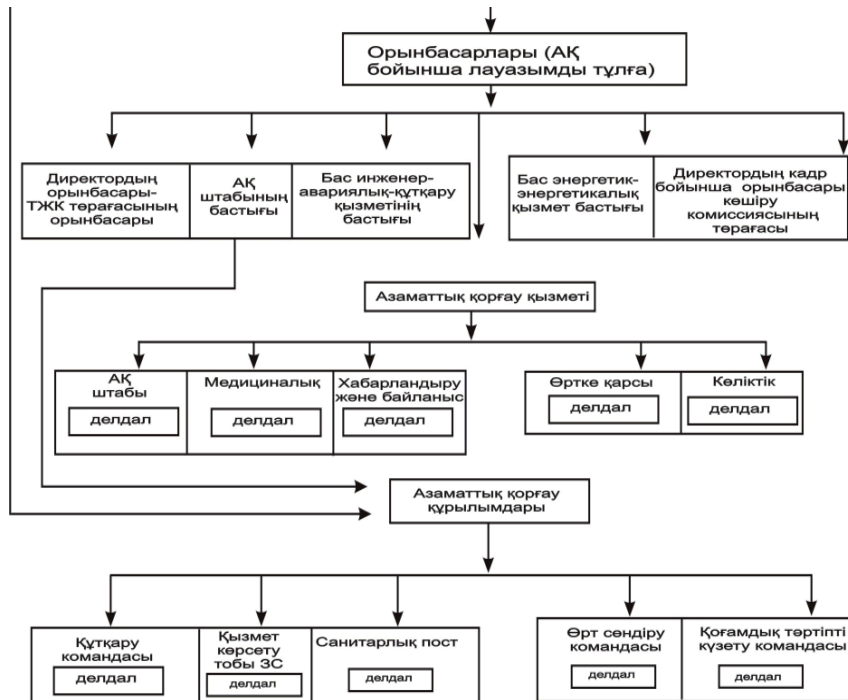 Орынбасарлары (АҚ
бойынша лауазымды тұлға)
Директордың
орынбасары-
ТЖК төрағасының
орынбасары
АҚ
штабының
бастығы
Бас инженер-
авариялық-құтқару
қызметінің
бастығы
Бас энергетик-
энергетикалық
қызмет бастығы
Директордың кадр
бойынша орынбасары
көшіру
комиссиясының
төрағасы
Азаматтық қорғау қызметі
АҚ
штабы
делдал
Медициналық
делдал
Хабарландыру
және байланыс
делдал
Өртке қарсы
делдал
Көліктік
делдал
Азаматтық қорғау
құрылымдары
Құтқару
командасы
делдал
Қызмет
көрсету
тобы ЗС
делдал
Санитарлық пост
делдал
Өрт сөндіру
командасы
делдал
Қоғамдық тәртіпті
күзету командасы
делдал